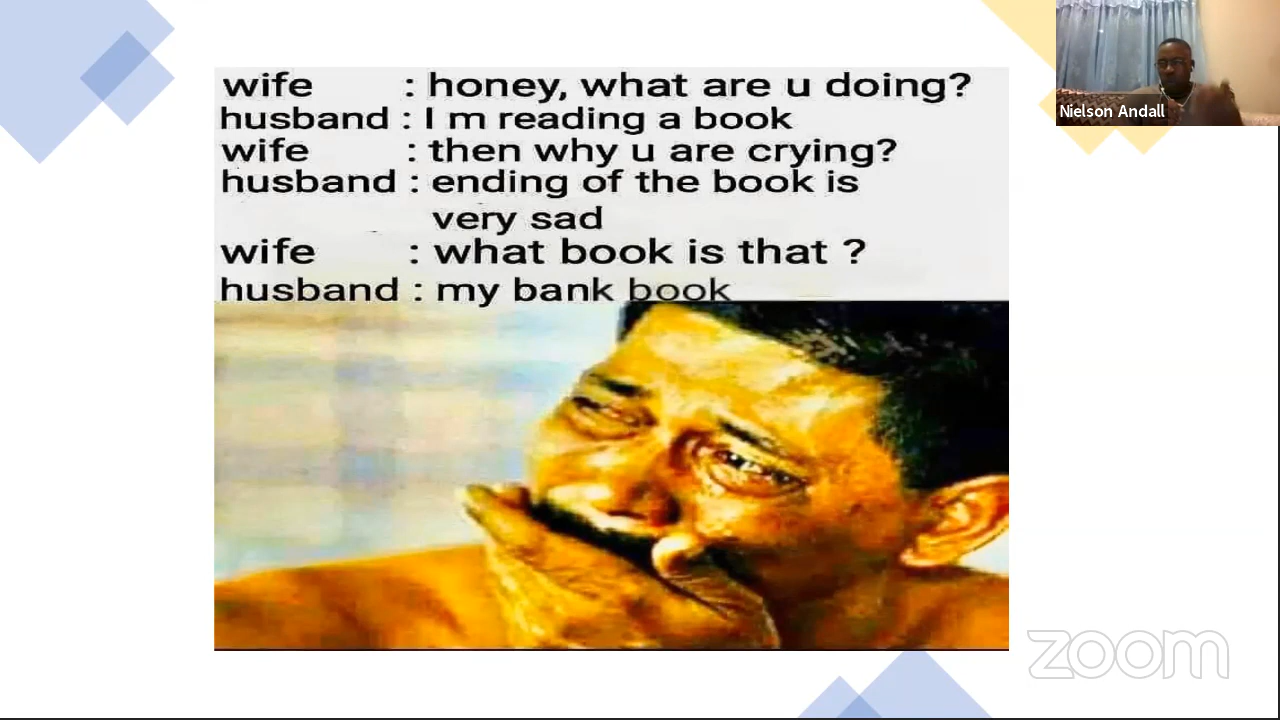 wife : honey, what are u doing?
husband : I m reading a book
wife : then why u are crying?
husband : ending of the book is
very sad
wife : what book is that ?
husband : my bank book
Nielson Andall
zoom